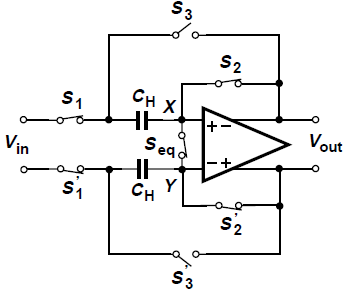 S3
S2
S1
CH
X
+ −
Seq
Vin
Vout
− +
S'1
CH
Y
S'2
S'3